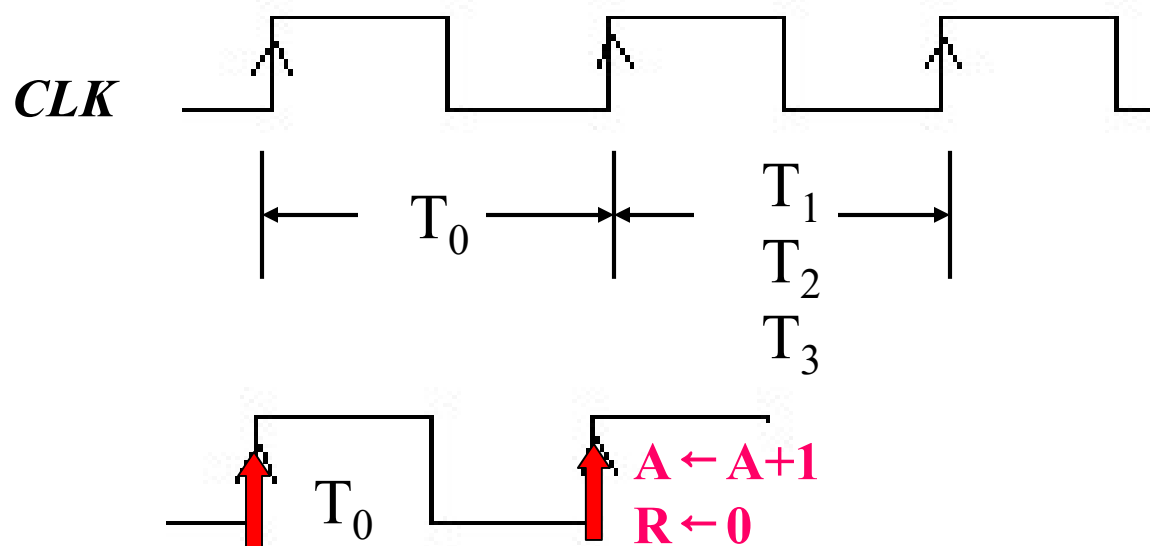 CLK
T₀
T₁
T₂
T₃
T₀
A ← A+1
R ← 0